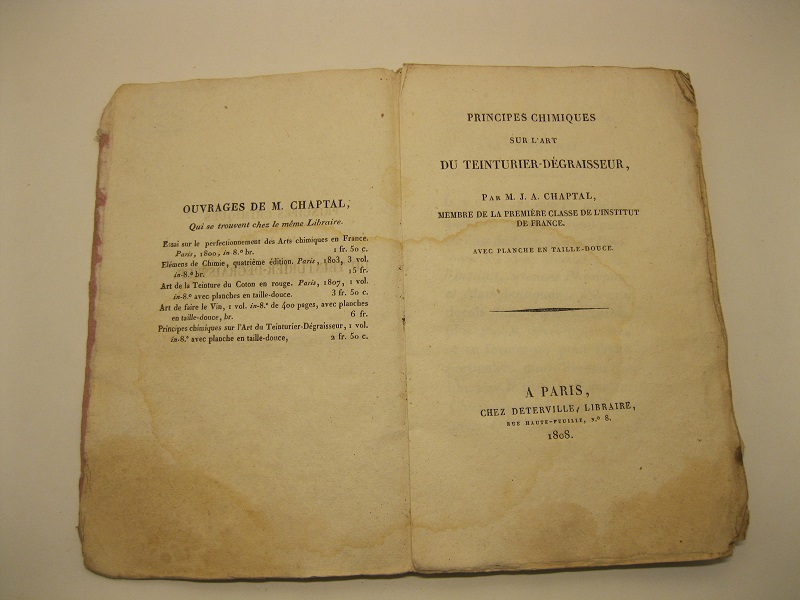 OUVRAGES DE M. CHAPTAL,
Qui se trouvent chez le même Libraire.
Essai sur le perfectionnement des Arts chimiques en France.
Paris, 1800, in-8.º br. 1 fr. 50 c.
Elémens de Chimie, quatrième édition. Paris, 1803, 3 vol.
in-8.º br. 15 fr.
Art de la Teinture du Coton en rouge. Paris, 1807, 1 vol.
in-8.º avec planches en taille-douce. 3 fr. 50 c.
Art de faire le Vin, 1 vol. in-8.º de 400 pages, avec planches
en taille-douce, br. 6 fr.
Principes chimiques sur l'Art du Teinturier-Dégraisseur, 1 vol.
in-8.º avec planche en taille-douce, 2 fr. 50 c.
PRINCIPES CHIMIQUES
SUR L'ART
DU TEINTURIER-DÉGRAISSEUR,
PAR M. J. A. CHAPTAL,
MEMBRE DE LA PREMIÈRE CLASSE DE L'INSTITUT
DE FRANCE.
AVEC PLANCHE EN TAILLE-DOUCE.
A PARIS,
CHEZ DETERVILLE, LIBRAIRE,
RUE HAUTE-FEUILLE, N.º 8.
1808.